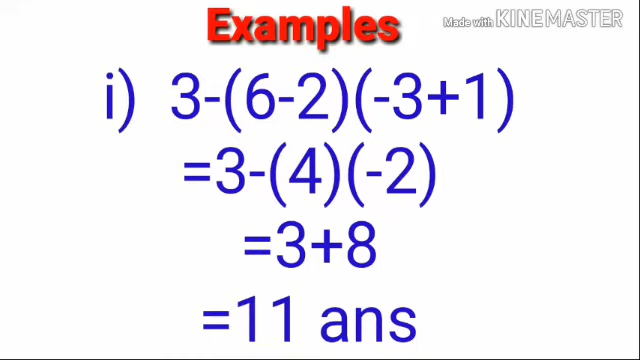 Examples
Made with KINEMASTER
i) 3-(6-2)(-3+1)
=3-(4)(-2)
=3+8
=11 ans